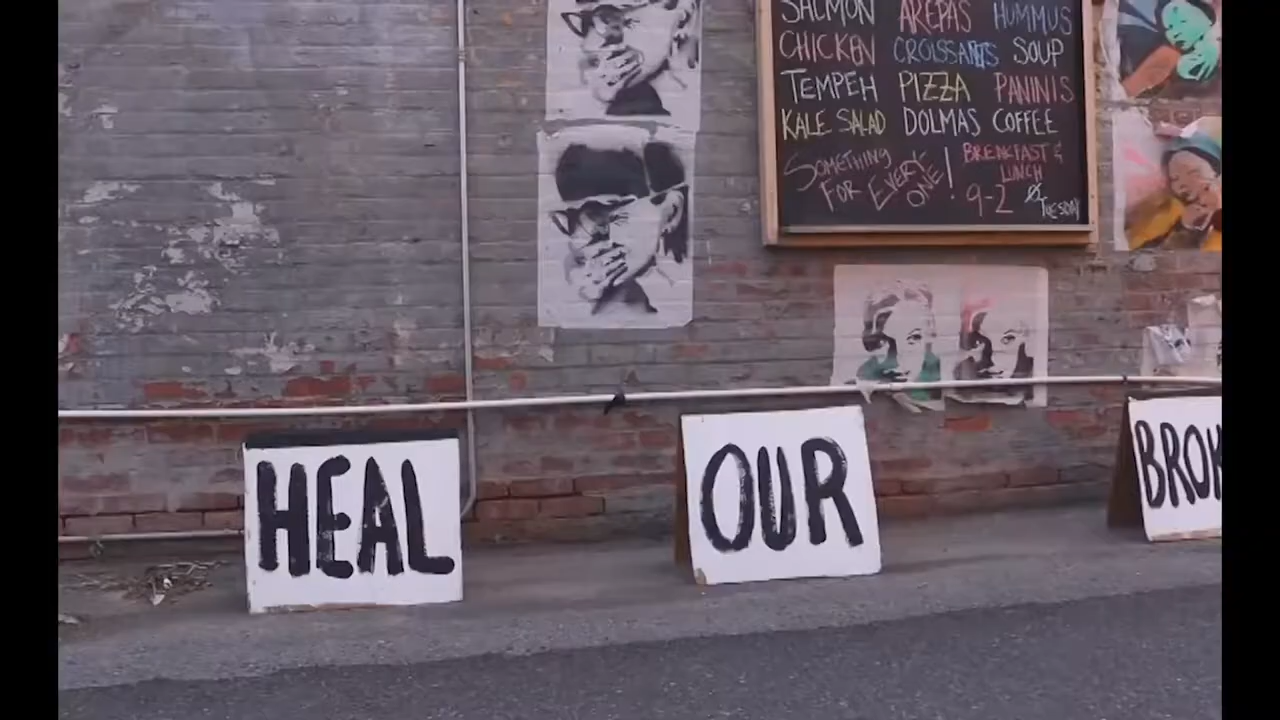 SALMON AREPAS HUMMUS
CHICKEN CROISSANTS SOUP
TEMPEH PIZZA PANINIS
KALE SALAD DOLMAS COFFEE
SOMETHING
FOR EVERY
ONE!
BREAKFAST &
LUNCH
9-2
TUESDAY
HEAL
OUR
BROK